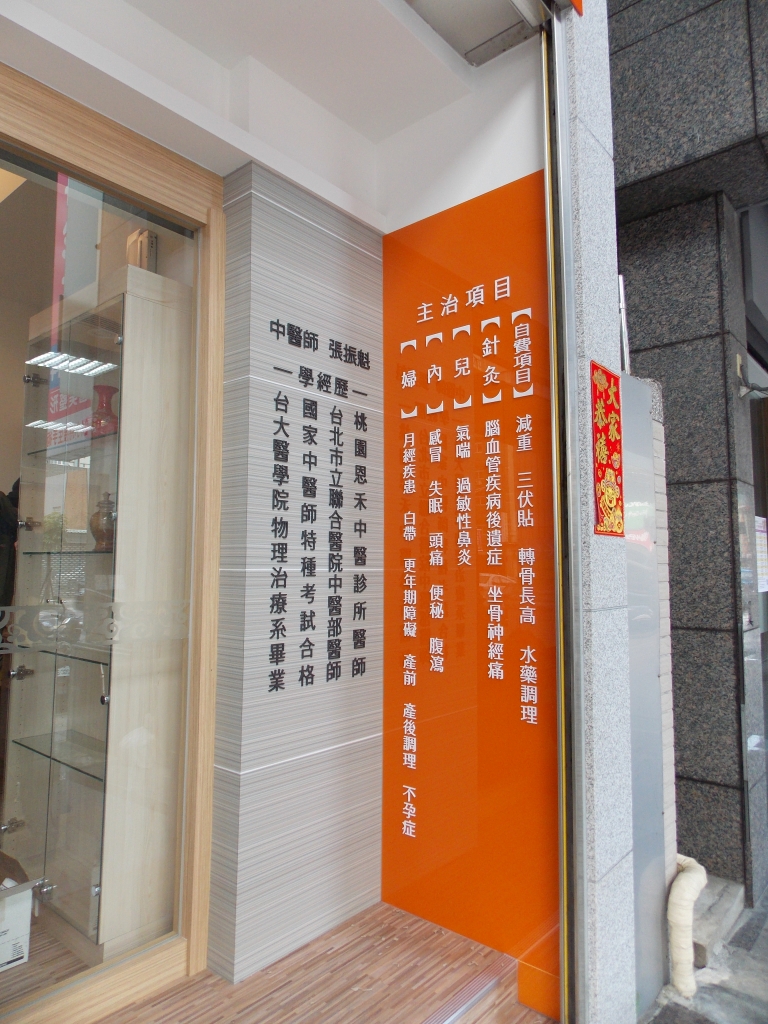 中醫師 張振魁
—學經歷—
桃園恩禾中醫診所醫師
台北市立聯合醫院中醫部醫師
國家中醫師特種考試合格
台大醫學院物理治療系畢業
主治項目
【自費項目】 減重 三伏貼 轉骨長高 水藥調理
【針灸】 腦血管疾病後遺症 坐骨神經痛
【兒】 氣喘 過敏性鼻炎
【內】 感冒 失眠 頭痛 便秘 腹瀉
【婦】 月經疾患 白帶 更年期障礙 產前 產後調理 不孕症
大家恭禧